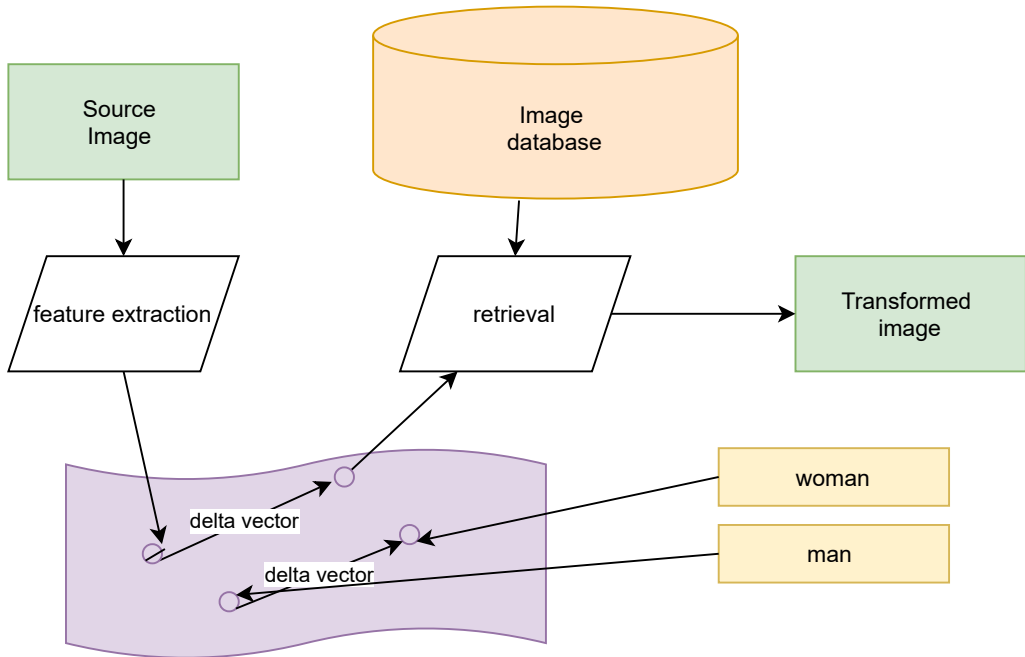 Source
Image
Image
database
feature extraction
retrieval
Transformed
image
delta vector
woman
delta vector
man